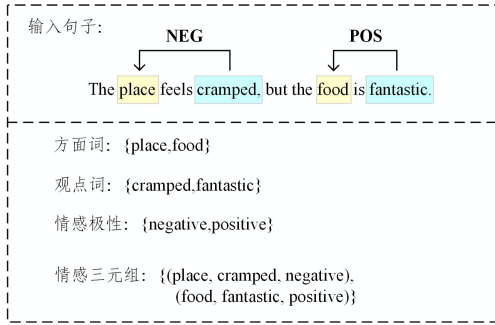 输入句子:
NEG POS
The place feels cramped, but the food is fantastic.
方面词: {place,food}
观点词: {cramped,fantastic}
情感极性: {negative,positive}
情感三元组: {(place, cramped, negative),
(food, fantastic, positive)}